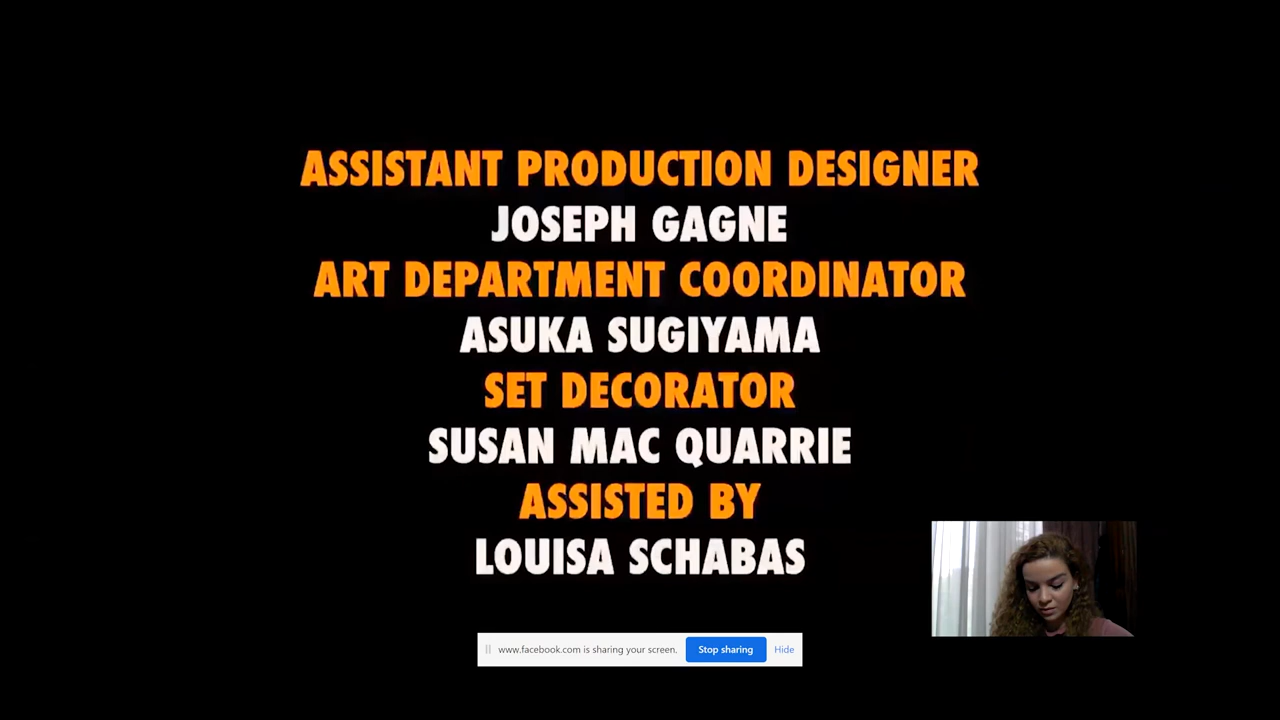 ASSISTANT PRODUCTION DESIGNER
JOSEPH GAGNE
ART DEPARTMENT COORDINATOR
ASUKA SUGIYAMA
SET DECORATOR
SUSAN MAC QUARRIE
ASSISTED BY
LOUISA SCHABAS
www.facebook.com is sharing your screen. Stop sharing Hide